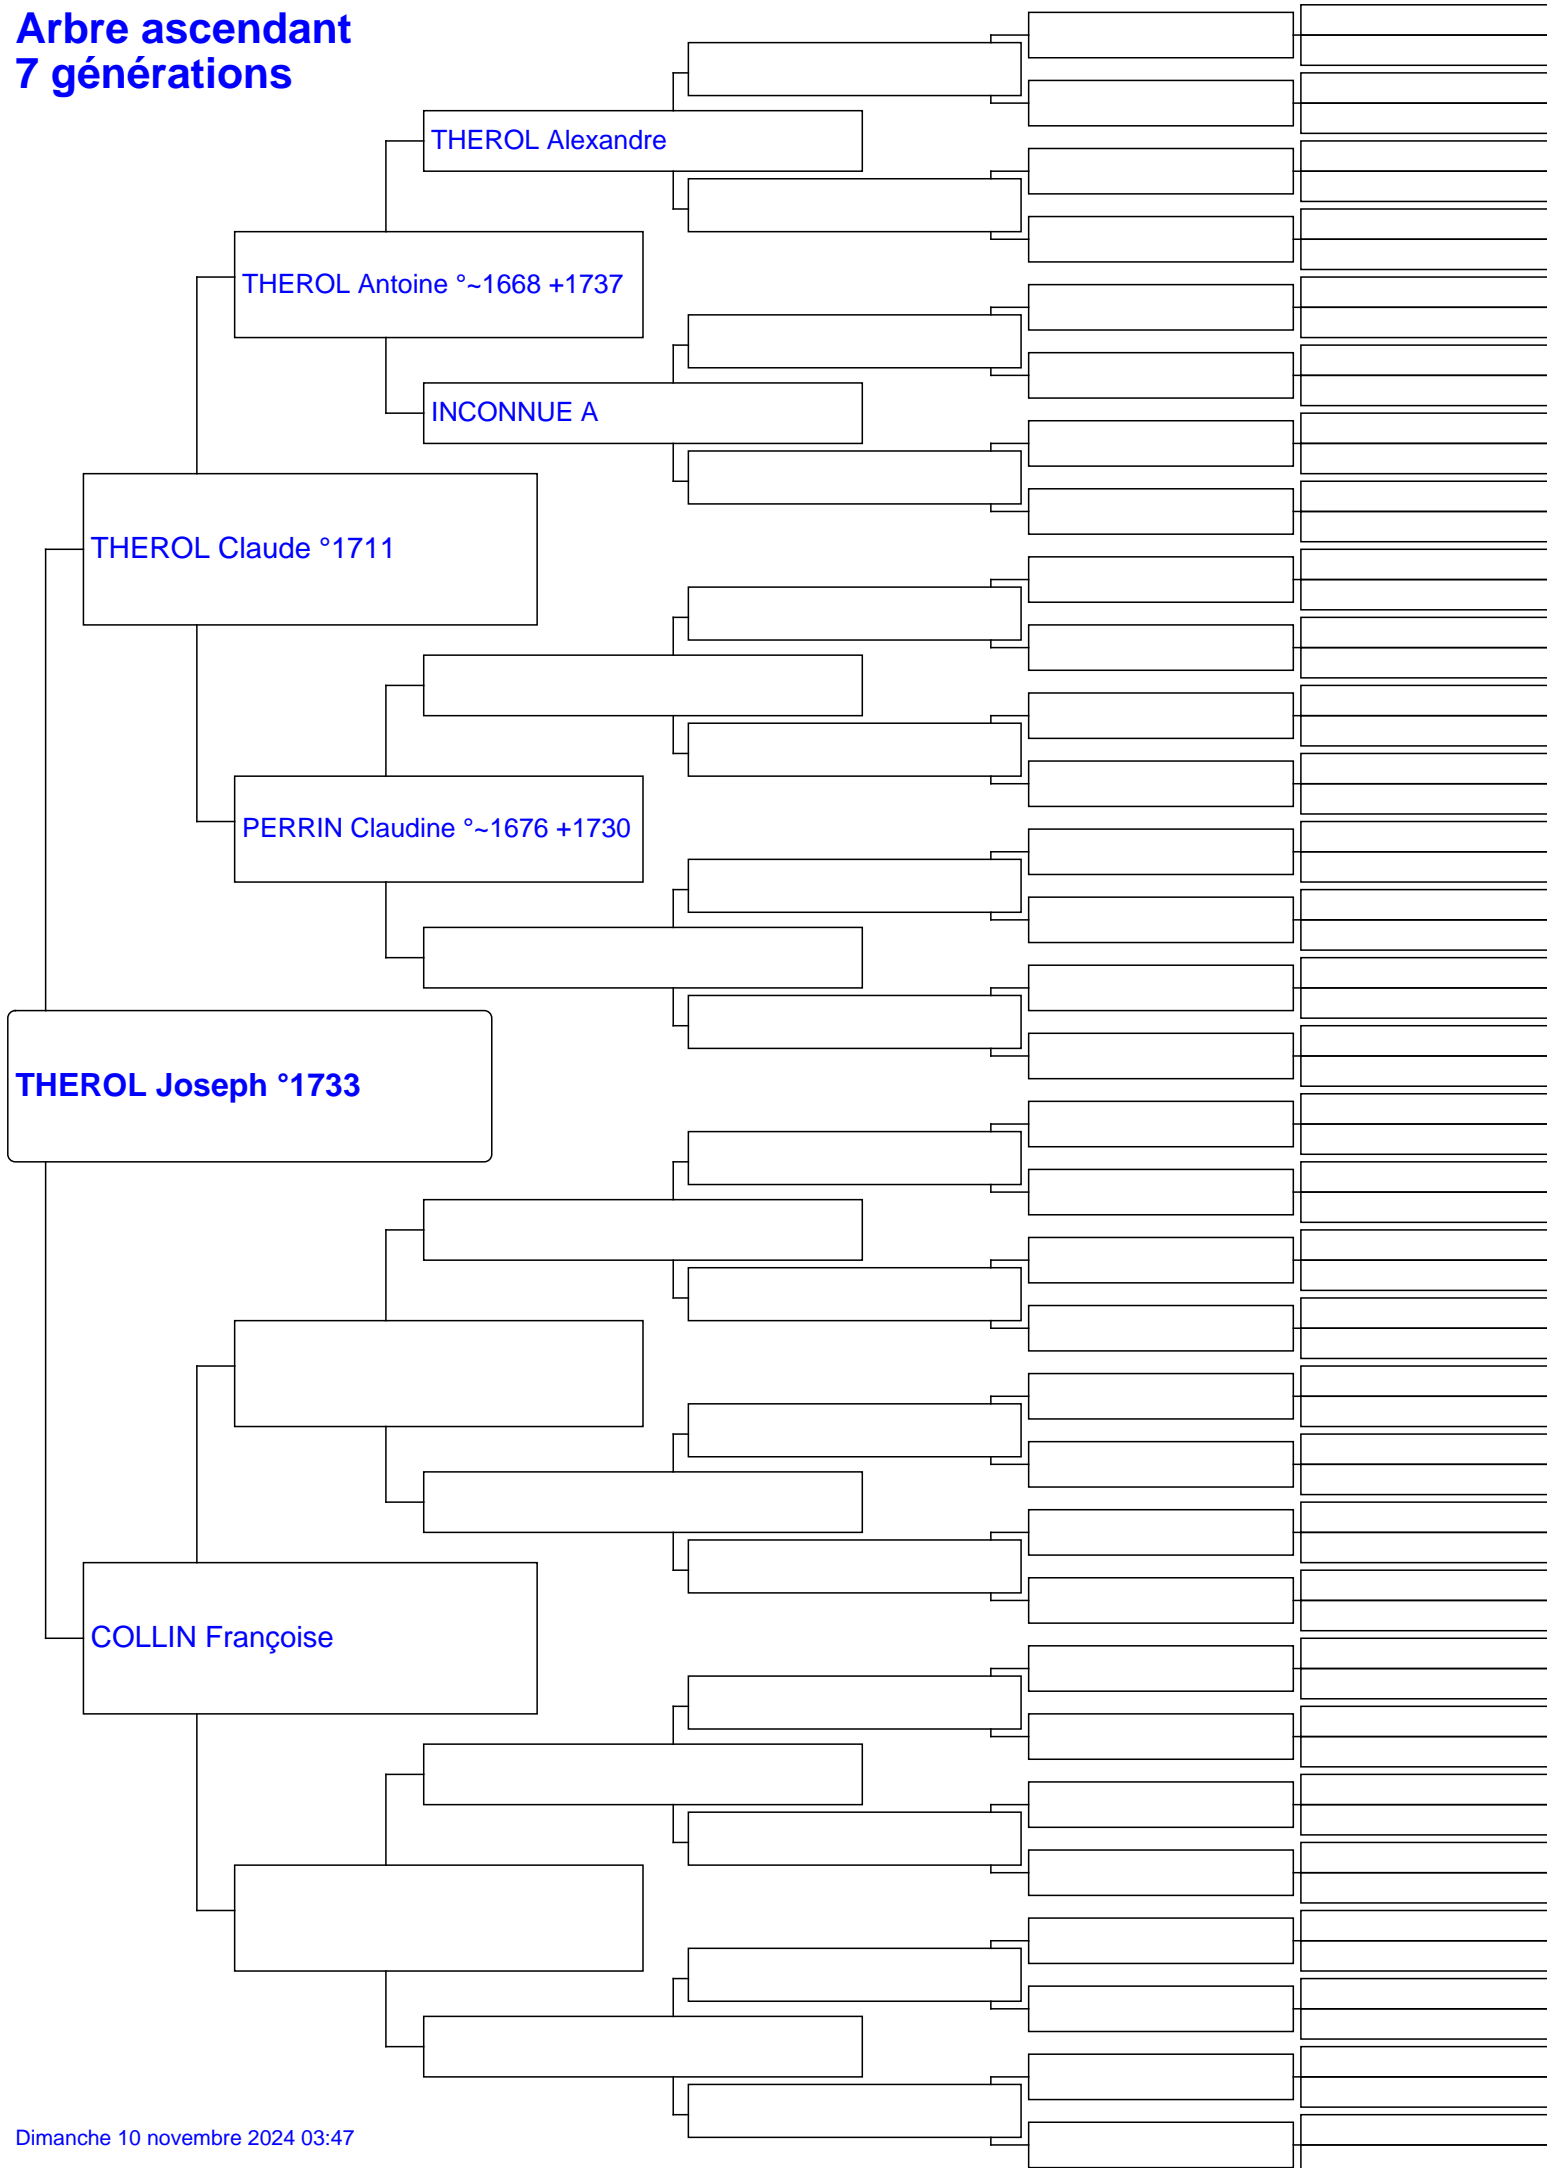 Arbre ascendant
7 générations
THEROL Alexandre
THEROL Antoine °~1668 +1737
INCONNUE A
THEROL Claude °1711
PERRIN Claudine °~1676 +1730
THEROL Joseph °1733
COLLIN Françoise
Dimanche 10 novembre 2024 03:47